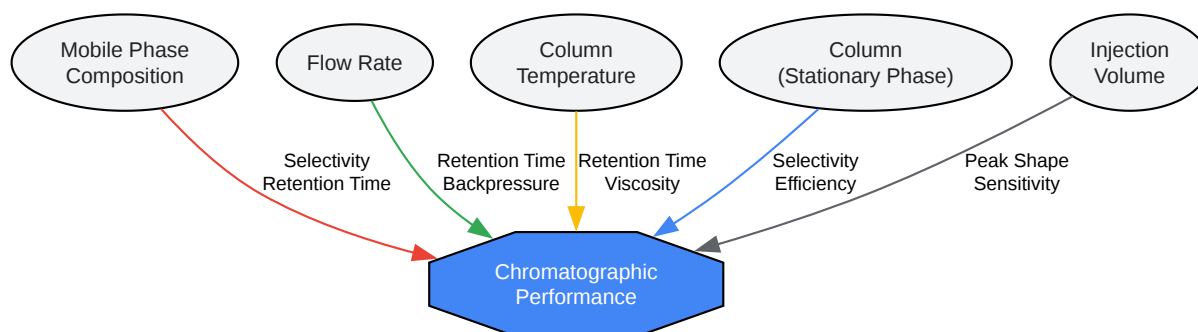 Mobile Phase
Composition
Flow Rate
Column
Temperature
Column
(Stationary Phase)
Injection
Volume
Selectivity
Retention Time
Retention Time
Backpressure
Retention Time
Viscosity
Selectivity
Efficiency
Peak Shape
Sensitivity
Chromatographic
Performance